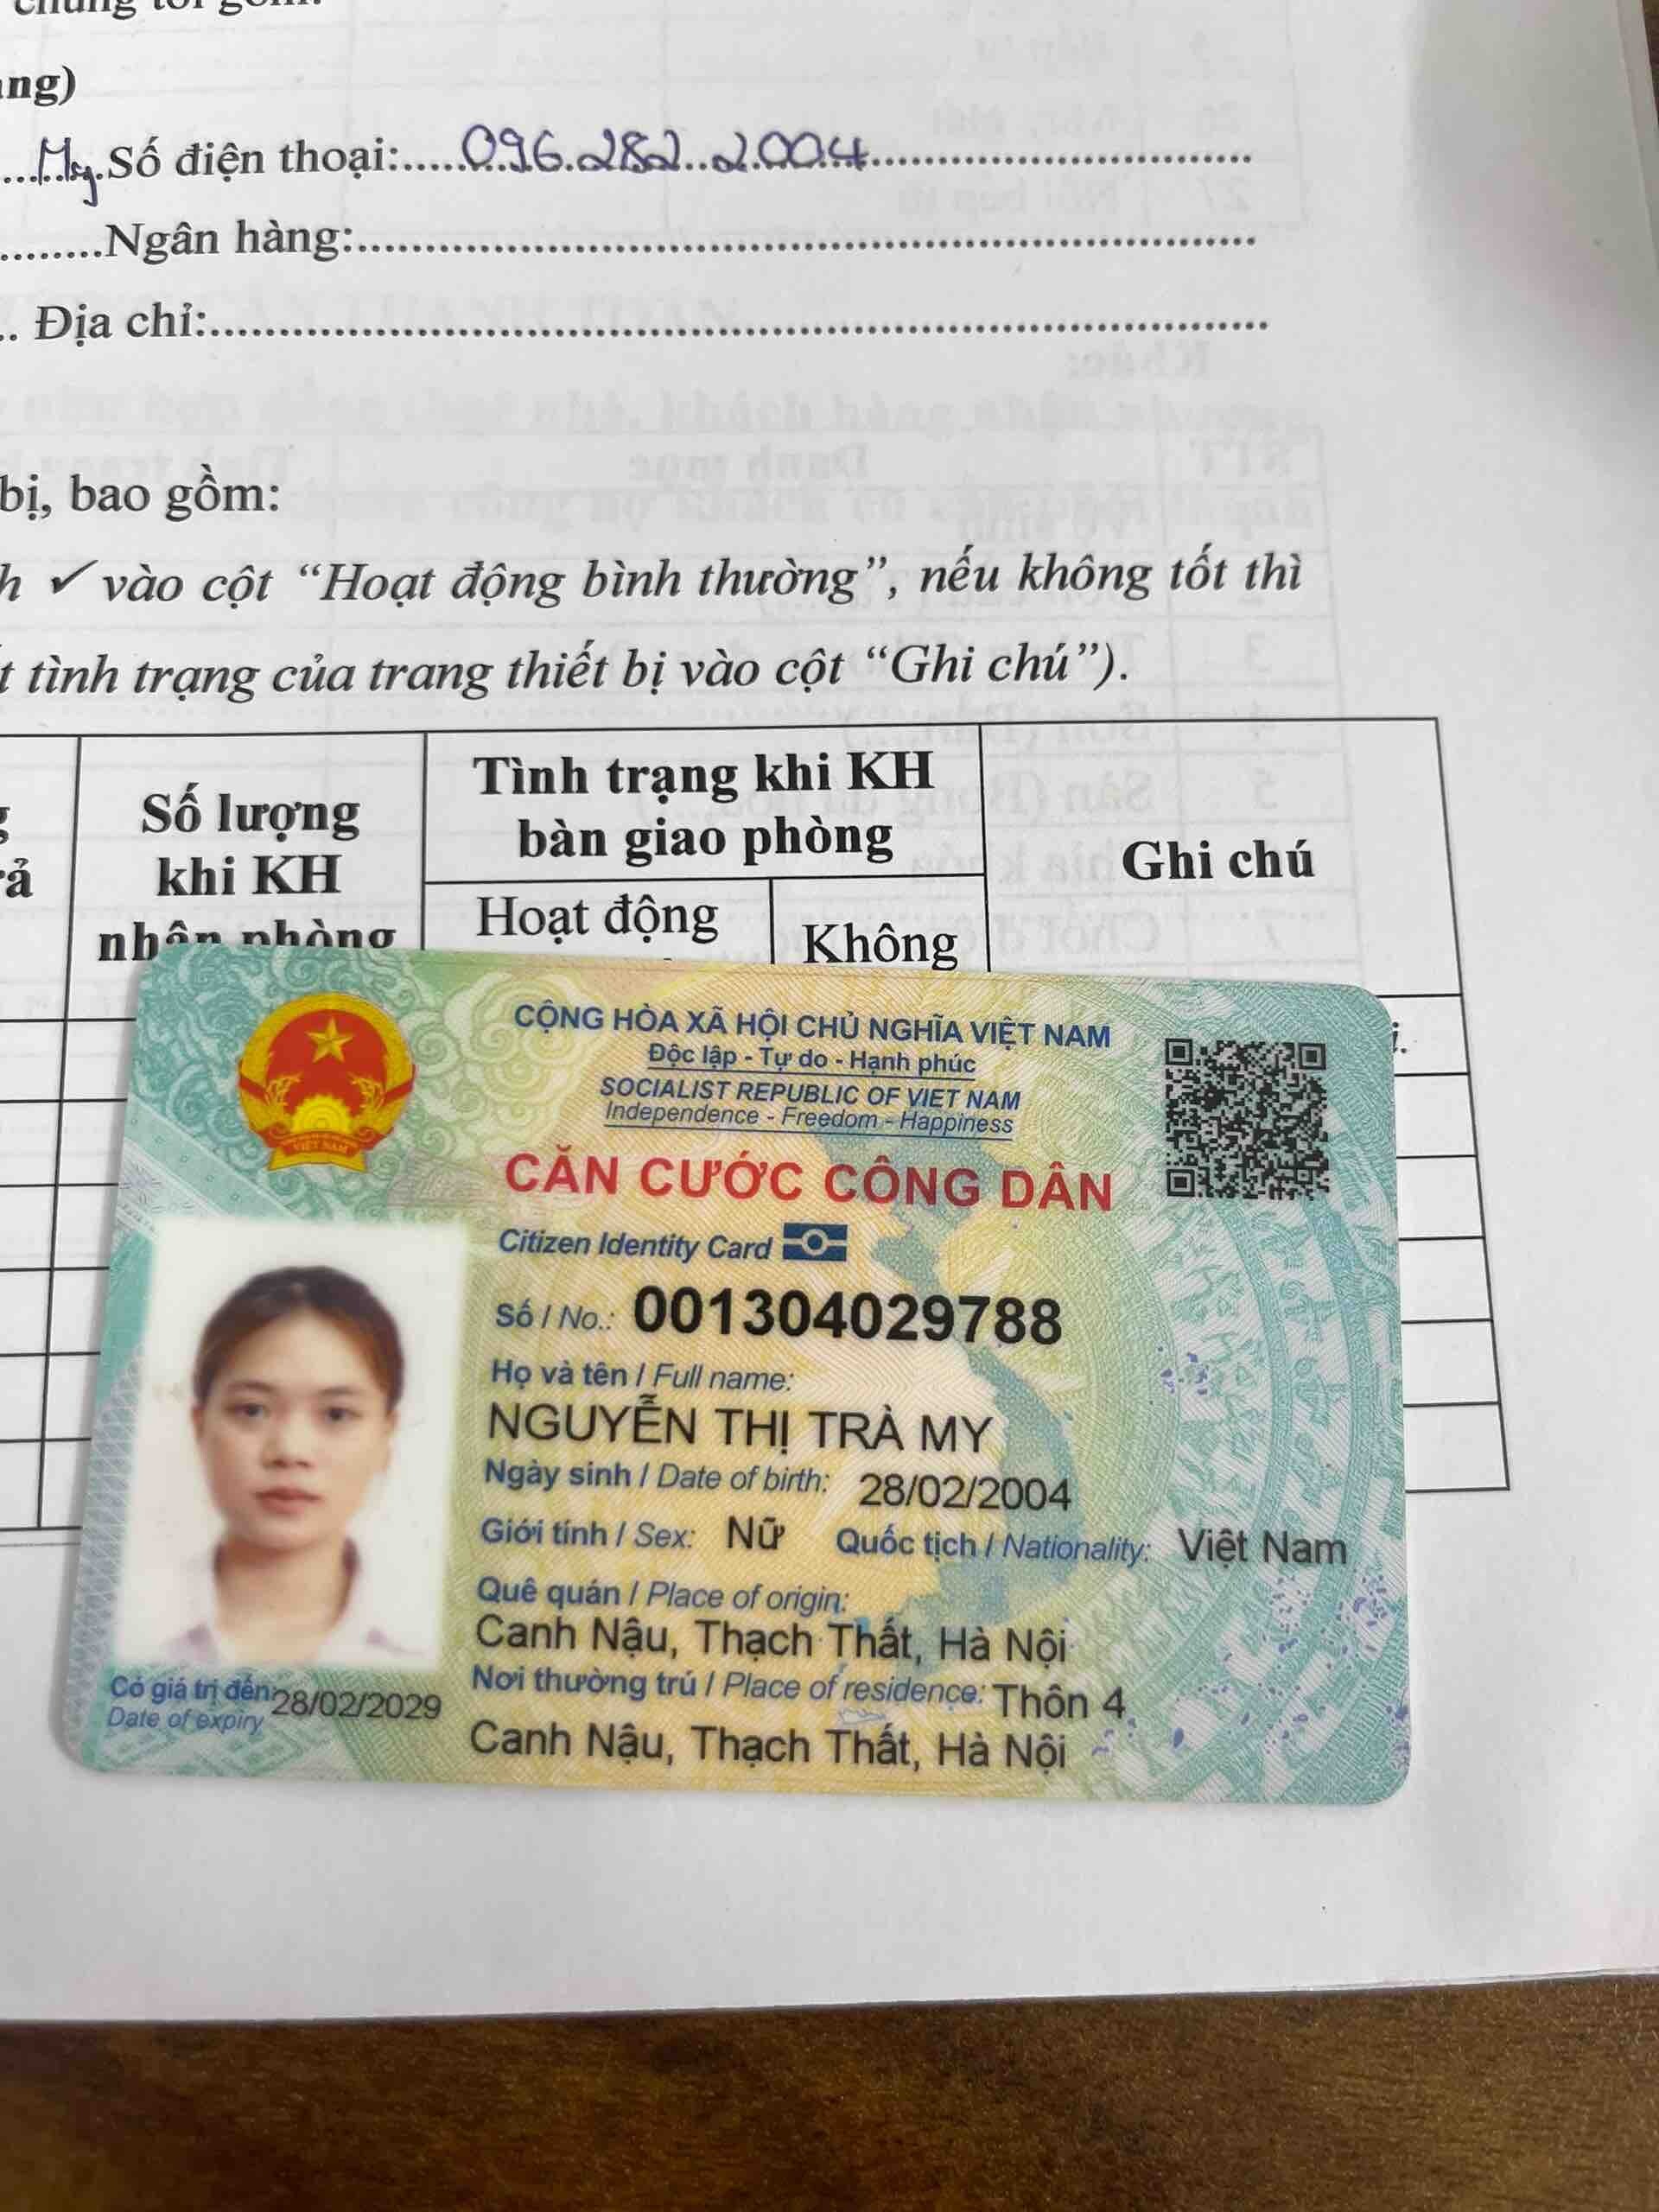 ng)
My Số điện thoại: 096.282.2004
Ngân hàng:
Địa chỉ:
bị, bao gồm:
h ✓ vào cột “Hoạt động bình thường”, nếu không tốt thì
t tình trạng của trang thiết bị vào cột “Ghi chú”).
Số lượng
khi KH
nhận phòng
Tình trạng khi KH
bàn giao phòng
Hoạt động
Không
Ghi chú
CỘNG HÒA XÃ HỘI CHỦ NGHĨA VIỆT NAM
Độc lập - Tự do - Hạnh phúc
SOCIALIST REPUBLIC OF VIET NAM
Independence - Freedom - Happiness
CĂN CƯỚC CÔNG DÂN
Citizen Identity Card
Số / No.: 001304029788
Họ và tên / Full name:
NGUYỄN THỊ TRÀ MY
Ngày sinh / Date of birth: 28/02/2004
Giới tính / Sex: Nữ Quốc tịch / Nationality: Việt Nam
Quê quán / Place of origin:
Canh Nậu, Thạch Thất, Hà Nội
Nơi thường trú / Place of residence: Thôn 4
Canh Nậu, Thạch Thất, Hà Nội
Có giá trị đến: 28/02/2029
Date of expiry
VIỆT NAM